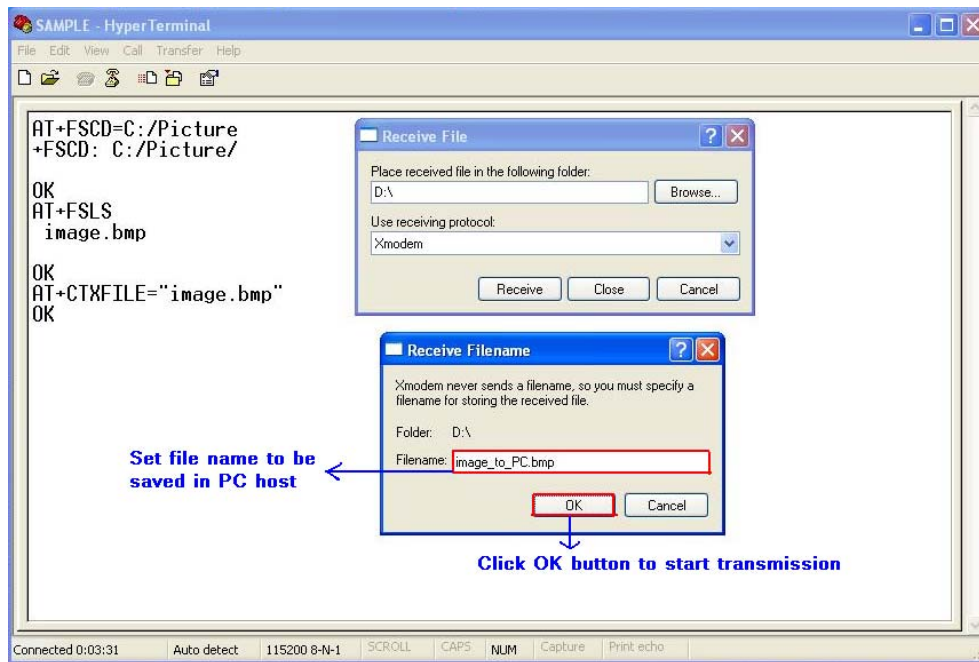 SAMPLE - HyperTerminal
File Edit View Call Transfer Help
AT+FSCD=C:/Picture
+FSCD: C:/Picture/
OK
AT+FSLS
image.bmp
OK
AT+CTXFILE="image.bmp"
OK
Receive File
Place received file in the following folder:
D:\
Browse...
Use receiving protocol:
Xmodem
Receive Close Cancel
Receive Filename
Xmodem never sends a filename, so you must specify a
filename for storing the received file.
Folder: D:\
Filename: image_to_PC.bmp
OK Cancel
Set file name to be
saved in PC host
Click OK button to start transmission
Connected 0:03:31 Auto detect 115200 8-N-1 SCROLL CAPS NUM Capture Print echo